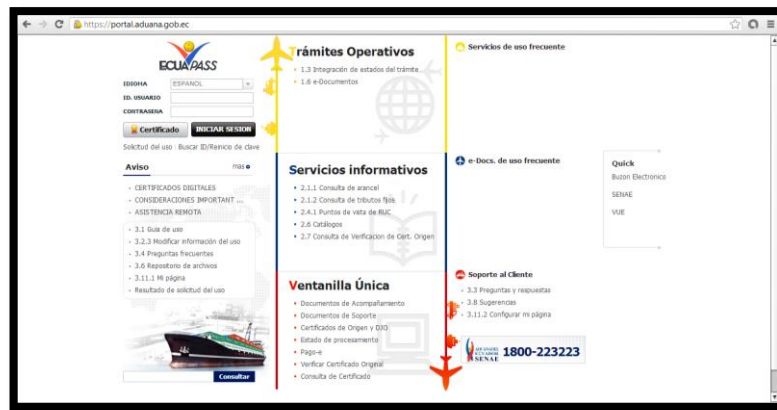 https://portal.aduana.gob.ec
ECUAPASS
IDIOMA ESPAÑOL
ID. USUARIO
CONTRASEÑA
Certificado INICIAR SESION
Solicitud del uso Buscar ID/Reinicio de clave
Aviso mas
CERTIFICADOS DIGITALES
CONSIDERACIONES IMPORTANT ...
ASISTENCIA REMOTA
3.1 Guia de uso
3.2.3 Modificar información del uso
3.4 Preguntas frecuentes
3.6 Repositorio de archivos
3.11.1 Mi página
Resultado de solicitud del uso
Consultar
Trámites Operativos
1.3 Integración de estados del trámite...
1.6 e-Documentos
Servicios informativos
2.1.1 Consulta de arancel
2.1.2 Consulta de tributos fijos
2.4.1 Puntos de vista de RUC
2.6 Catálogos
2.7 Consulta de Verificacion de Cert. Origen
Ventanilla Única
Documentos de Acompañamiento
Documentos de Soporte
Certificados de Origen y DJO
Estado de procesamiento
Pago-e
Verificar Certificado Original
Consulta de Certificado
Servicios de uso frecuente
e-Docs. de uso frecuente
Soporte al Cliente
3.3 Preguntas y respuestas
3.8 Sugerencias
3.11.2 Configurar mi página
SENAE 1800-223223
Quick
Buzon Electronico
SENAE
VUE